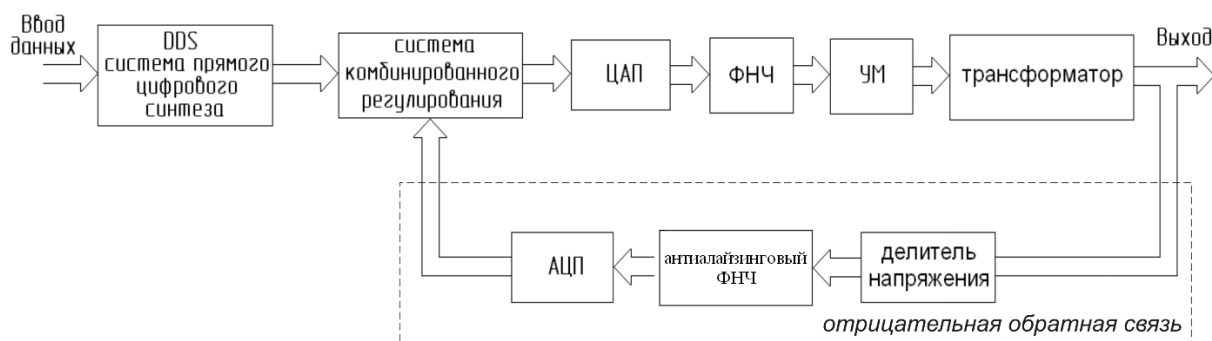 Ввод
данных
DDS
система прямого
цифрового
синтеза
система
комбинированного
регулирования
ЦАП
ФНЧ
УМ
трансформатор
Выход
АЦП
антиалайзинговый
ФНЧ
делитель
напряжения
отрицательная обратная связь